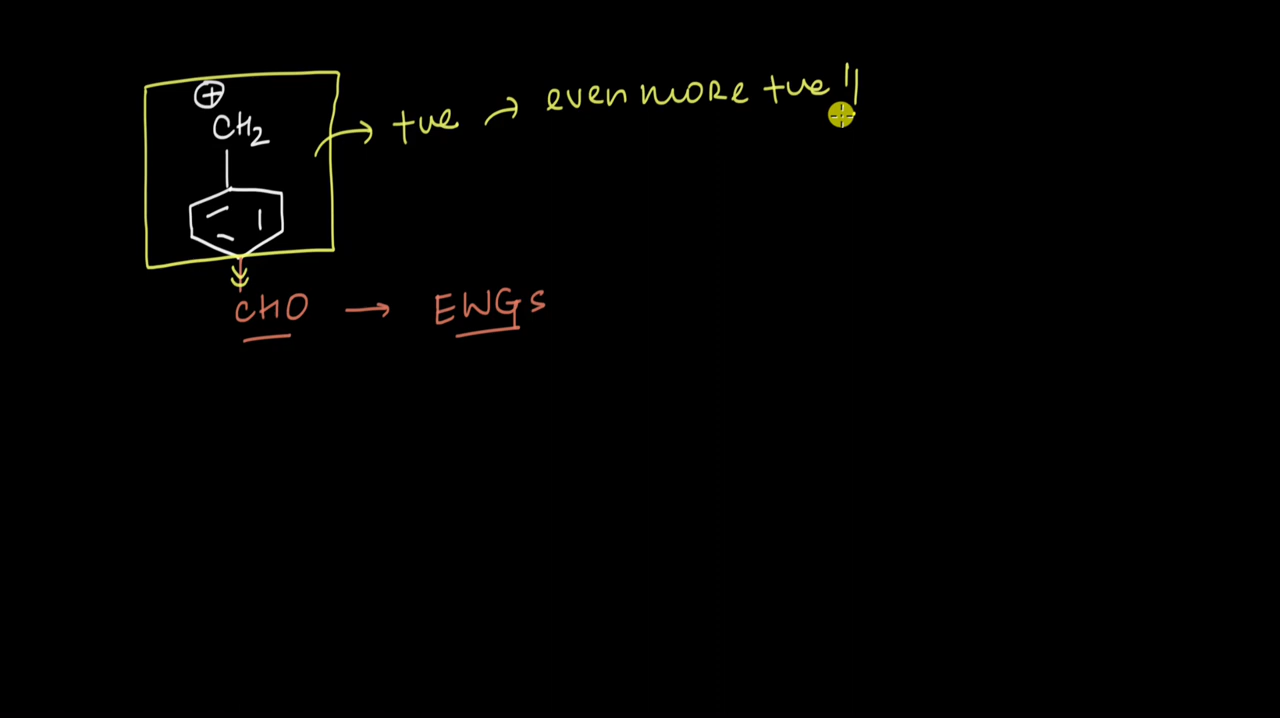 ⊕
CH2
→ +ve → even more +ve!!
CHO → EWGs